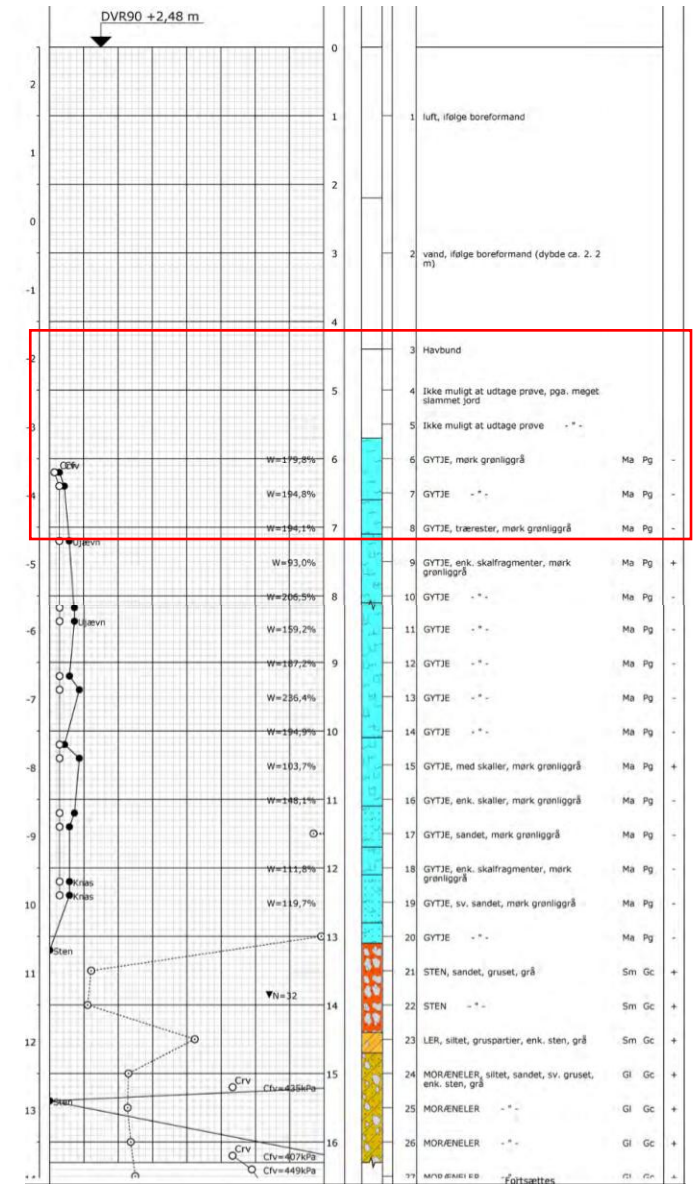 DVR90 +2,48 m
0
2
1
1 luft, ifølge boreformand
1
2
0
3
2 vand, ifølge boreformand (dybde ca. 2. 2
m)
-1
4
-2
3 Havbund
5
4 Ikke muligt at udtage prøve, pga. meget
slammet jord
-3
5 Ikke muligt at udtage prøve - " -
Cfv
W=179,8% 6
6 GYTJE, mørk grønliggrå Ma Pg -
-4
W=194,8%
7 GYTJE - " - Ma Pg -
W=194,1% 7
8 GYTJE, trærester, mørk grønliggrå Ma Pg -
Ujævn
-5
W=93,0%
9 GYTJE, enk. skalfragmenter, mørk Ma Pg +
grønliggrå
W=206,5% 8
10 GYTJE - " - Ma Pg -
Ujævn
-6
W=159,2%
11 GYTJE - " - Ma Pg -
W=187,2% 9
12 GYTJE - " - Ma Pg -
-7
W=236,4%
13 GYTJE - " - Ma Pg -
W=194,9% 10
14 GYTJE - " - Ma Pg -
-8
W=103,7%
15 GYTJE, med skaller, mørk grønliggrå Ma Pg +
W=148,1% 11
16 GYTJE, enk. skaller, mørk grønliggrå Ma Pg -
-9
17 GYTJE, sandet, mørk grønliggrå Ma Pg -
W=111,8% 12
18 GYTJE, enk. skalfragmenter, mørk Ma Pg -
grønliggrå
Knas
Knas
10
W=119,7%
19 GYTJE, sv. sandet, mørk grønliggrå Ma Pg -
13
20 GYTJE - " - Ma Pg -
Sten
11
21 STEN, sandet, gruset, grå Sm Gc +
N=32
14
22 STEN - " - Sm Gc +
12
23 LER, siltet, gruspartier, enk. sten, grå Sm Gc +
15
24 MORÆNELER, siltet, sandet, sv. gruset, Gl Gc +
enk. sten, grå
Crv
Cfv=435kPa
Sten
13
25 MORÆNELER - " - Gl Gc +
16
26 MORÆNELER - " - Gl Gc +
Crv
Cfv=407kPa
Cfv=449kPa
27 MORÆNELER - " - Gl Gc +
Fortsættes